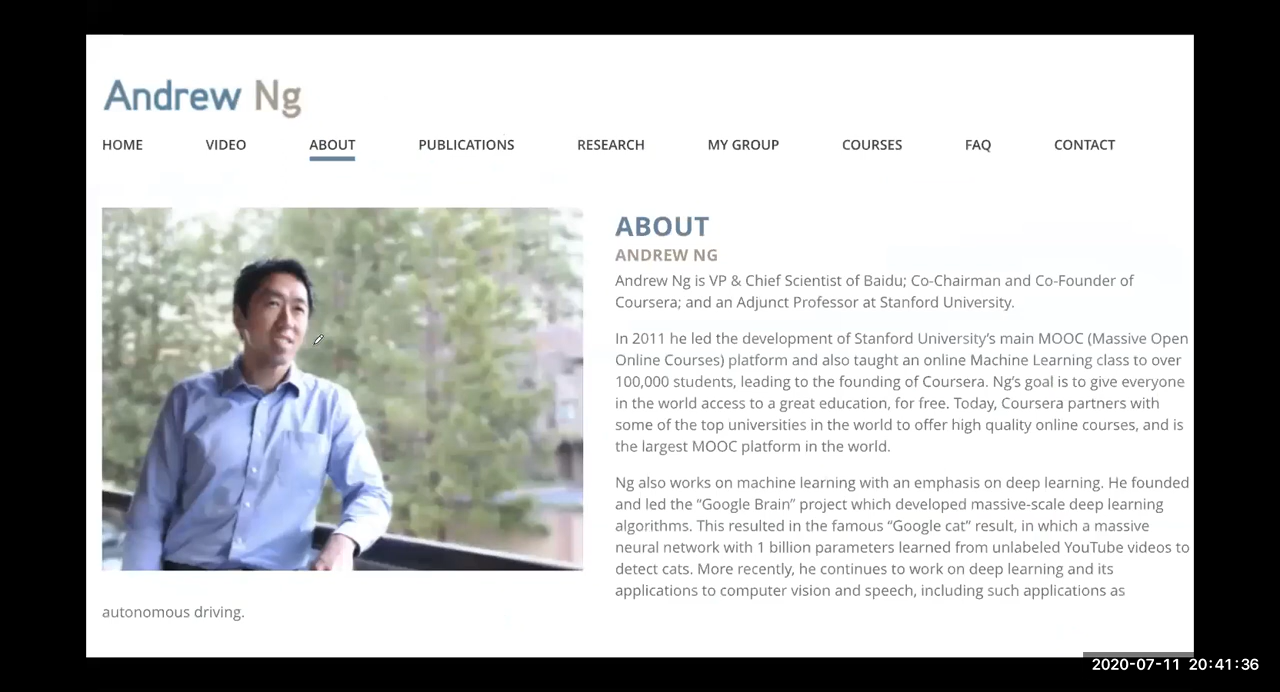 Andrew Ng
HOME VIDEO ABOUT PUBLICATIONS RESEARCH MY GROUP COURSES FAQ CONTACT
ABOUT
ANDREW NG
Andrew Ng is VP & Chief Scientist of Baidu; Co-Chairman and Co-Founder of
Coursera; and an Adjunct Professor at Stanford University.
In 2011 he led the development of Stanford University’s main MOOC (Massive Open
Online Courses) platform and also taught an online Machine Learning class to over
100,000 students, leading to the founding of Coursera. Ng’s goal is to give everyone
in the world access to a great education, for free. Today, Coursera partners with
some of the top universities in the world to offer high quality online courses, and is
the largest MOOC platform in the world.
Ng also works on machine learning with an emphasis on deep learning. He founded
and led the “Google Brain” project which developed massive-scale deep learning
algorithms. This resulted in the famous “Google cat” result, in which a massive
neural network with 1 billion parameters learned from unlabeled YouTube videos to
detect cats. More recently, he continues to work on deep learning and its
applications to computer vision and speech, including such applications as
autonomous driving.
2020-07-11 20:41:36